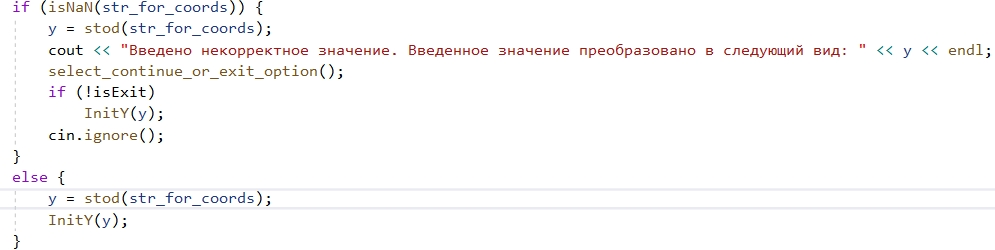 if (isNaN(str_for_coords)) {
y = stod(str_for_coords);
cout << "Введено некорректное значение. Введенное значение преобразовано в следующий вид: " << y << endl;
select_continue_or_exit_option();
if (!isExit)
InitY(y);
cin.ignore();
}
else {
y = stod(str_for_coords);
InitY(y);
}